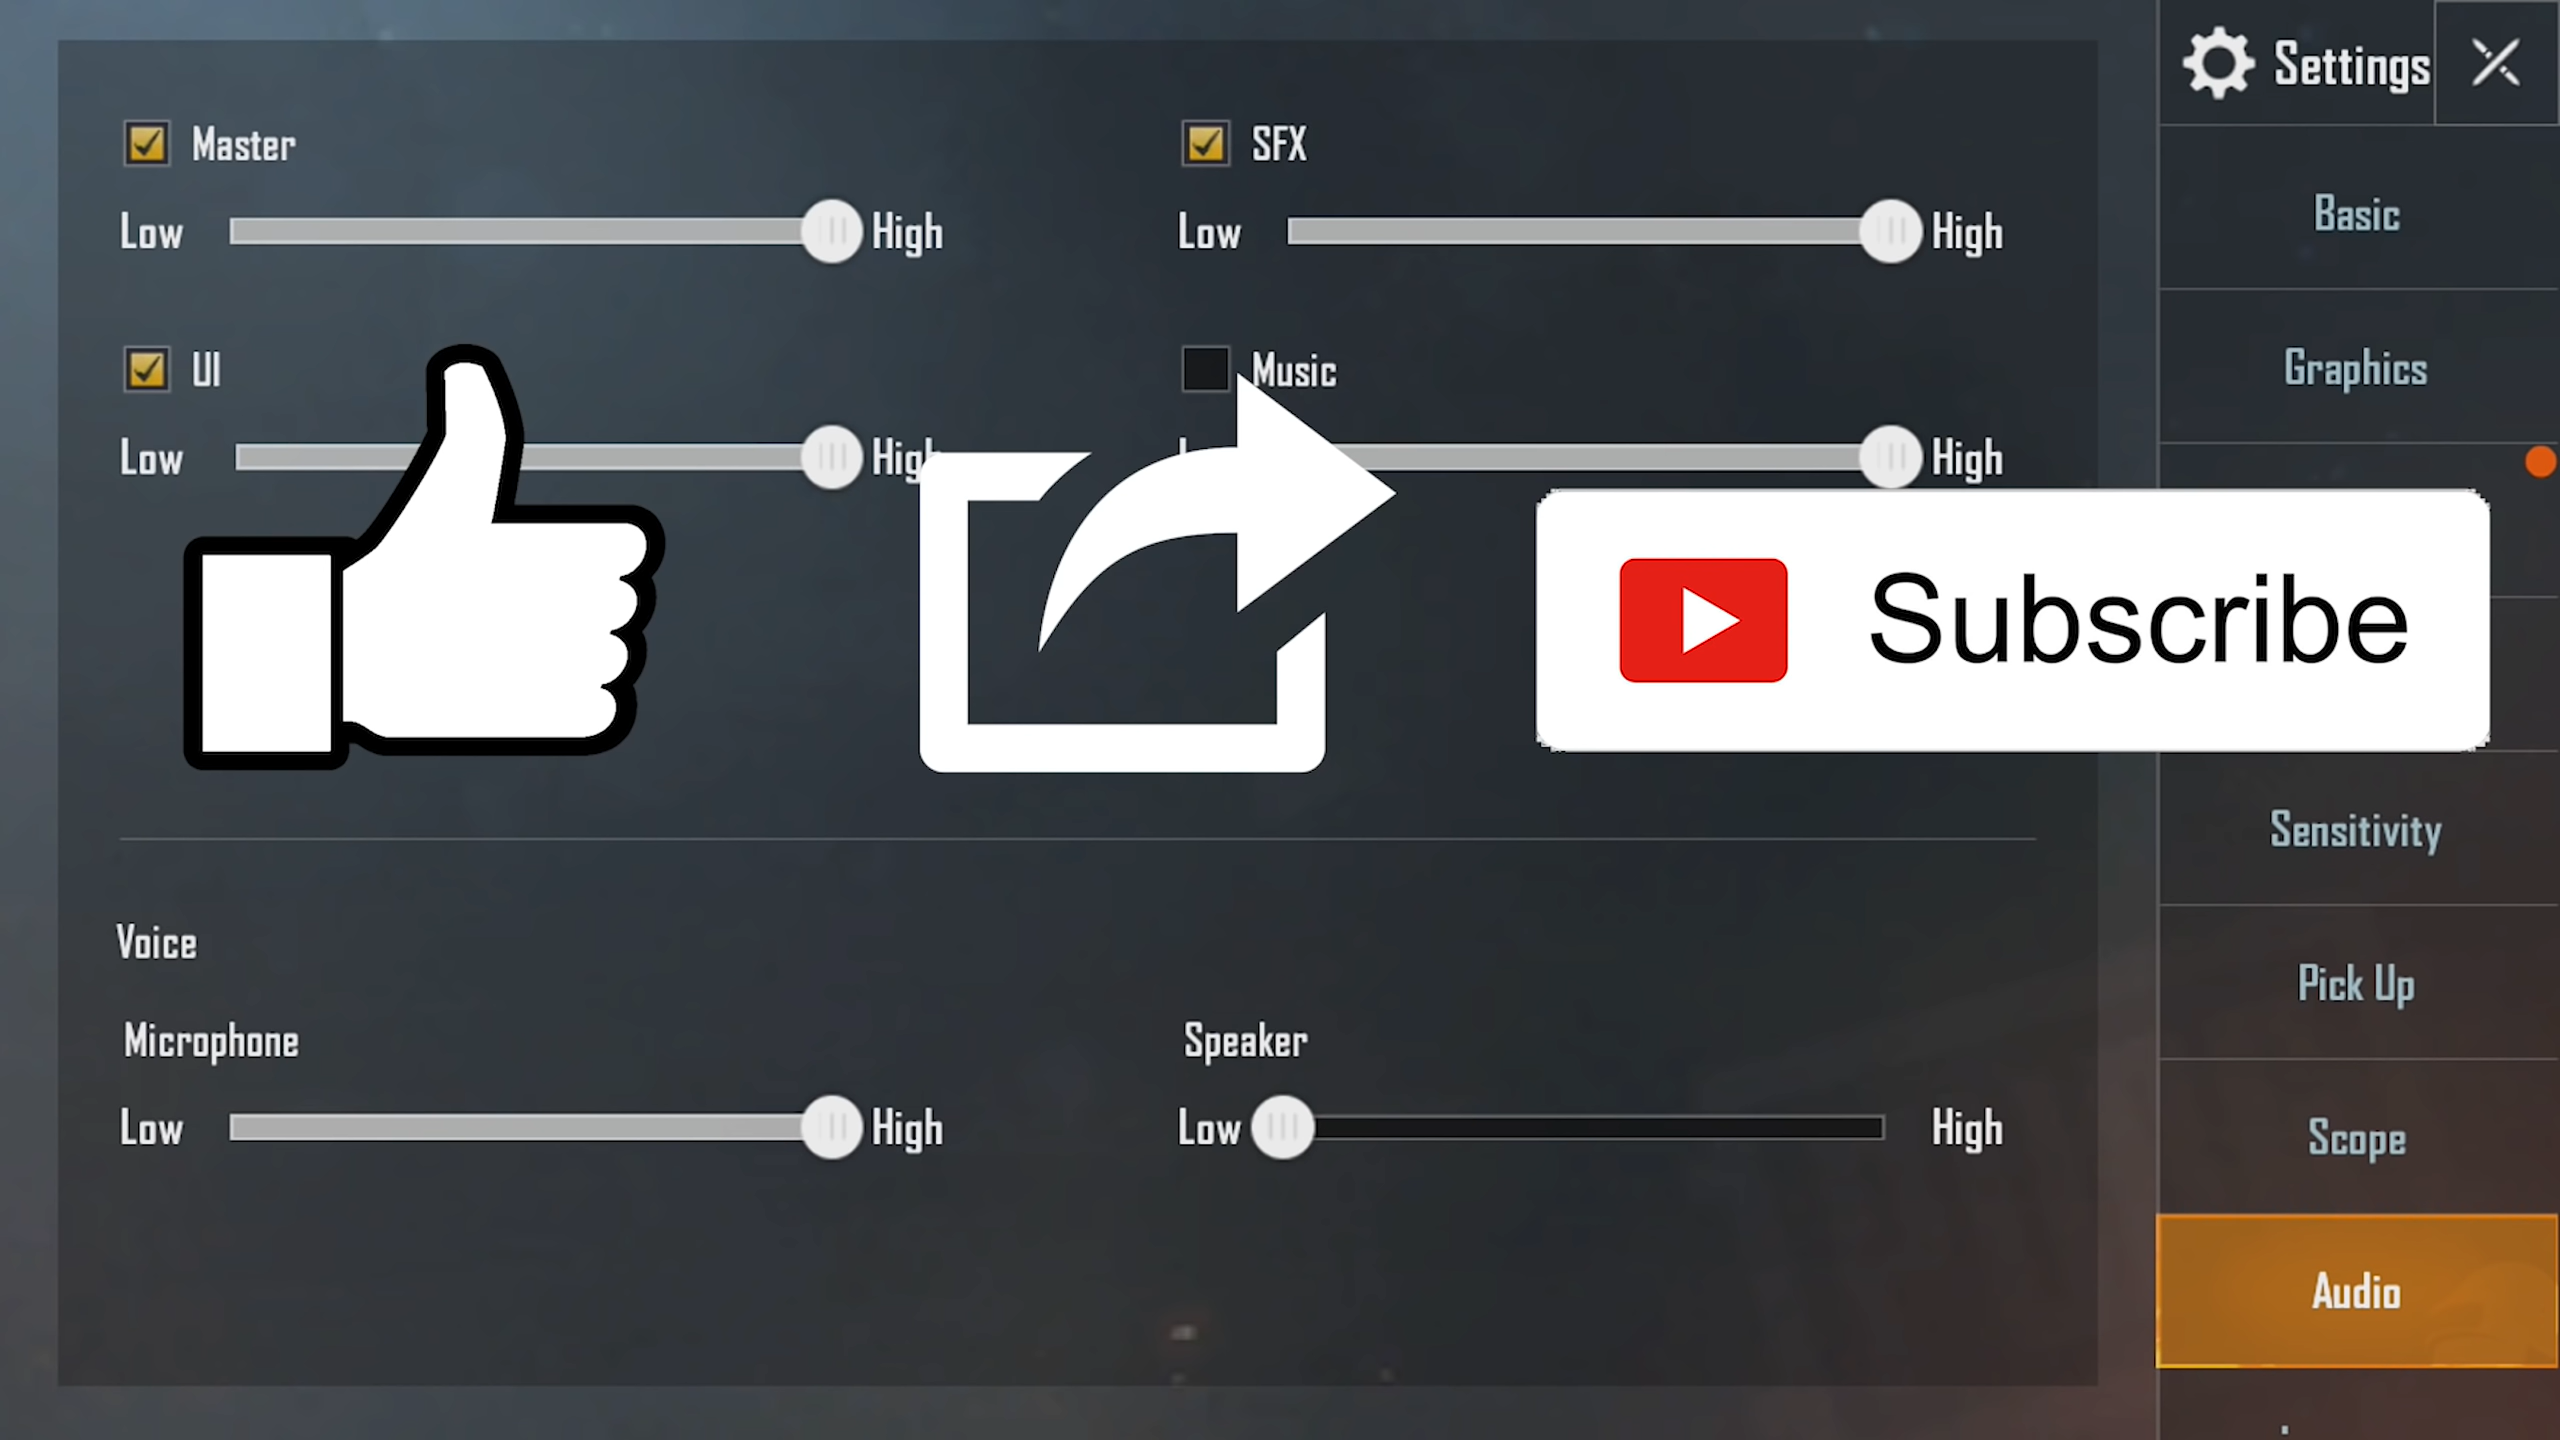 Settings
Master
Low High
SFX
Low High
Basic
Graphics
UI
Low High
Music
High
Subscribe
Sensitivity
Voice
Pick Up
Microphone
Low High
Speaker
Low High
Scope
Audio